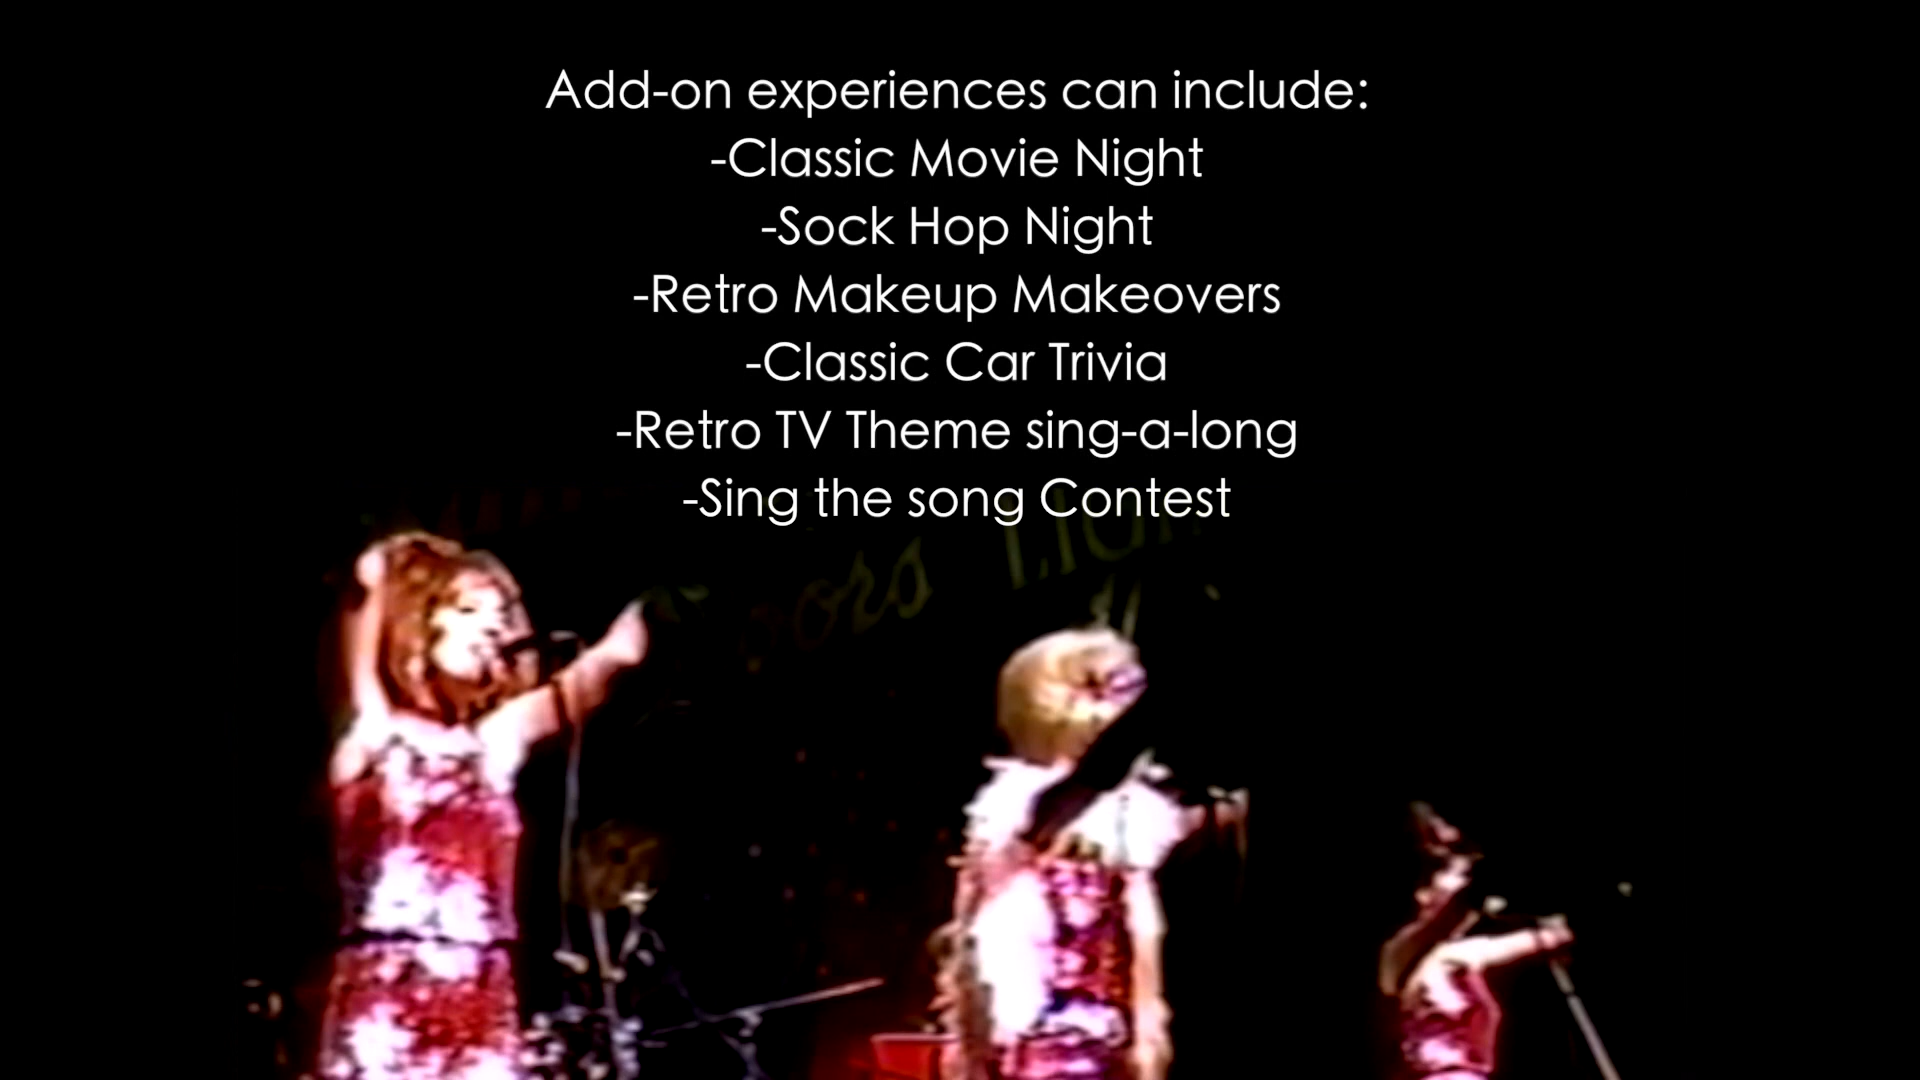 Add-on experiences can include:
-Classic Movie Night
-Sock Hop Night
-Retro Makeup Makeovers
-Classic Car Trivia
-Retro TV Theme sing-a-long
-Sing the song Contest